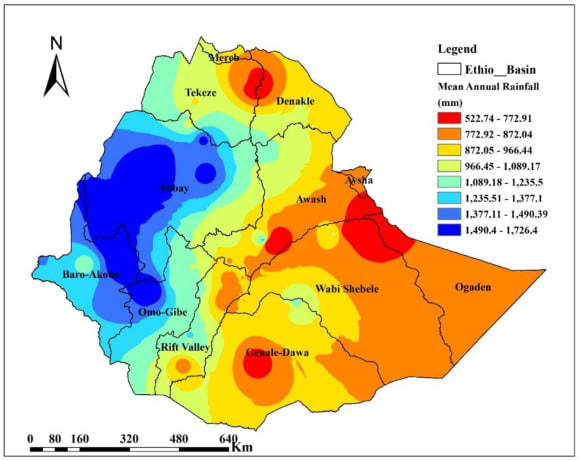 N
Legend
Ethio__Basin
Mean Annual Rainfall
(mm)
522.74 - 772.91
772.92 - 872.04
872.05 - 966.44
966.45 - 1,089.17
1,089.18 - 1,235.5
1,235.51 - 1,377.1
1,377.11 - 1,490.39
1,490.4 - 1,726.4
Mereb
Tekeze
Denakle
Aysha
Abbay
Awash
Baro-Akobo
Wabi Shebele
Ogaden
Omo-Gibe
Rift Valley
Genale-Dawa
0 80 160 320 480 640
Km